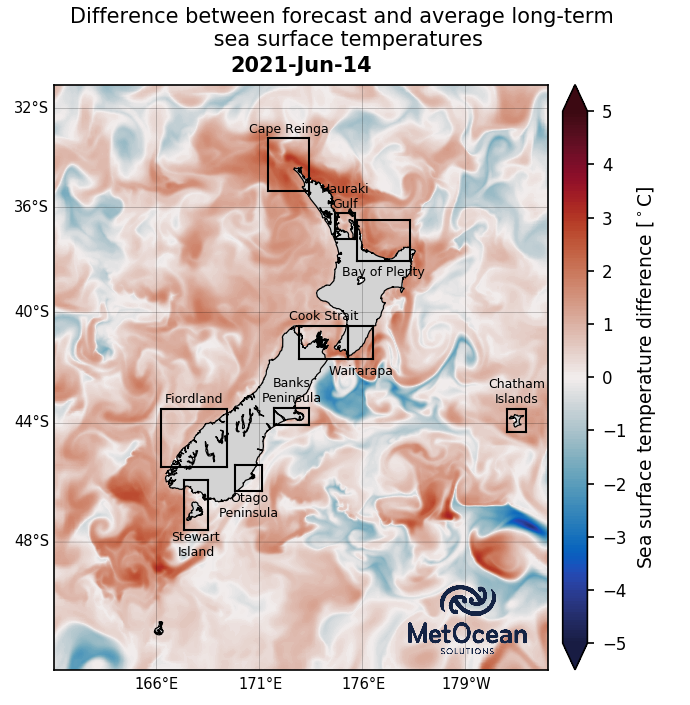 Difference between forecast and average long-term
sea surface temperatures
2021-Jun-14
32°S
36°S
40°S
44°S
48°S
166°E
171°E
176°E
179°W
Cape Reinga
Hauraki
Gulf
Bay of Plenty
Cook Strait
Wairarapa
Banks
Peninsula
Fiordland
Chatham
Islands
Otago
Peninsula
Stewart
Island
MetOcean
SOLUTIONS
5
4
3
2
1
0
−1
−2
−3
−4
−5
Sea surface temperature difference [°C]